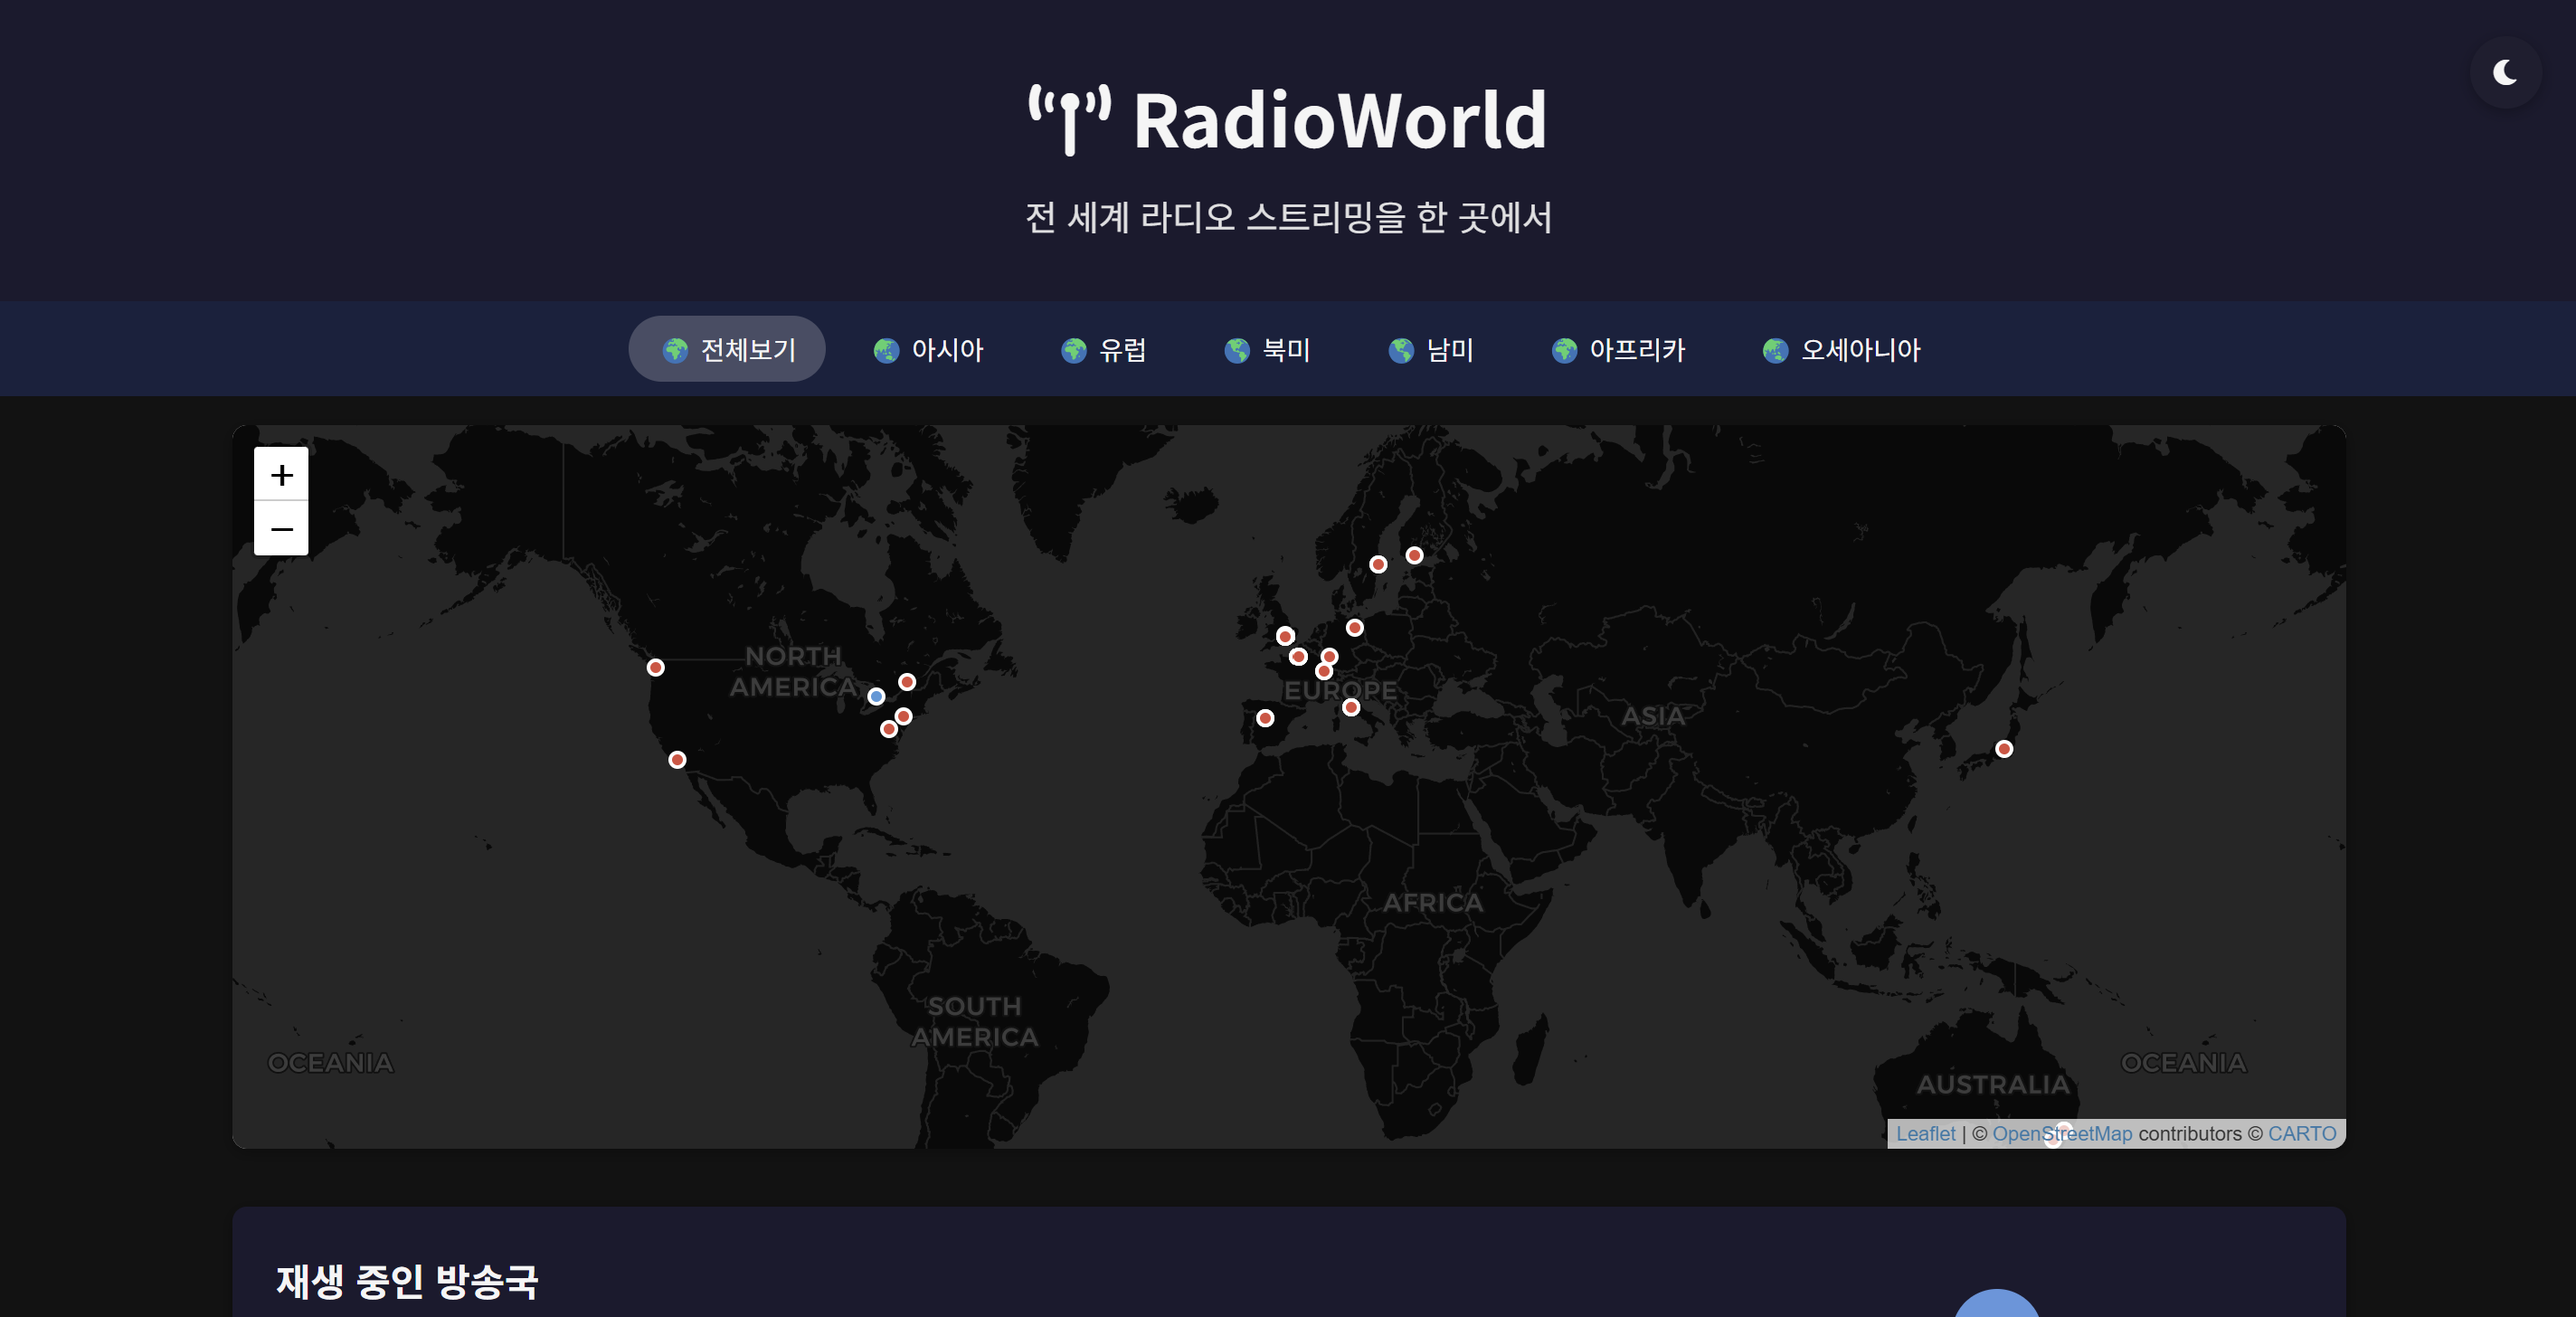 RadioWorld
전 세계 라디오 스트리밍을 한 곳에서
전체보기
아시아
유럽
북미
남미
아프리카
오세아니아
+
−
NORTH
AMERICA
EUROPE
ASIA
AFRICA
SOUTH
AMERICA
OCEANIA
AUSTRALIA
OCEANIA
Leaflet | © OpenStreetMap contributors © CARTO
재생 중인 방송국